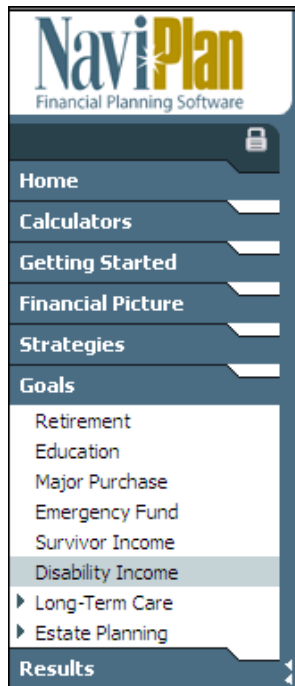 NaviPlan
Financial Planning Software
Home
Calculators
Getting Started
Financial Picture
Strategies
Goals
Retirement
Education
Major Purchase
Emergency Fund
Survivor Income
Disability Income
Long-Term Care
Estate Planning
Results